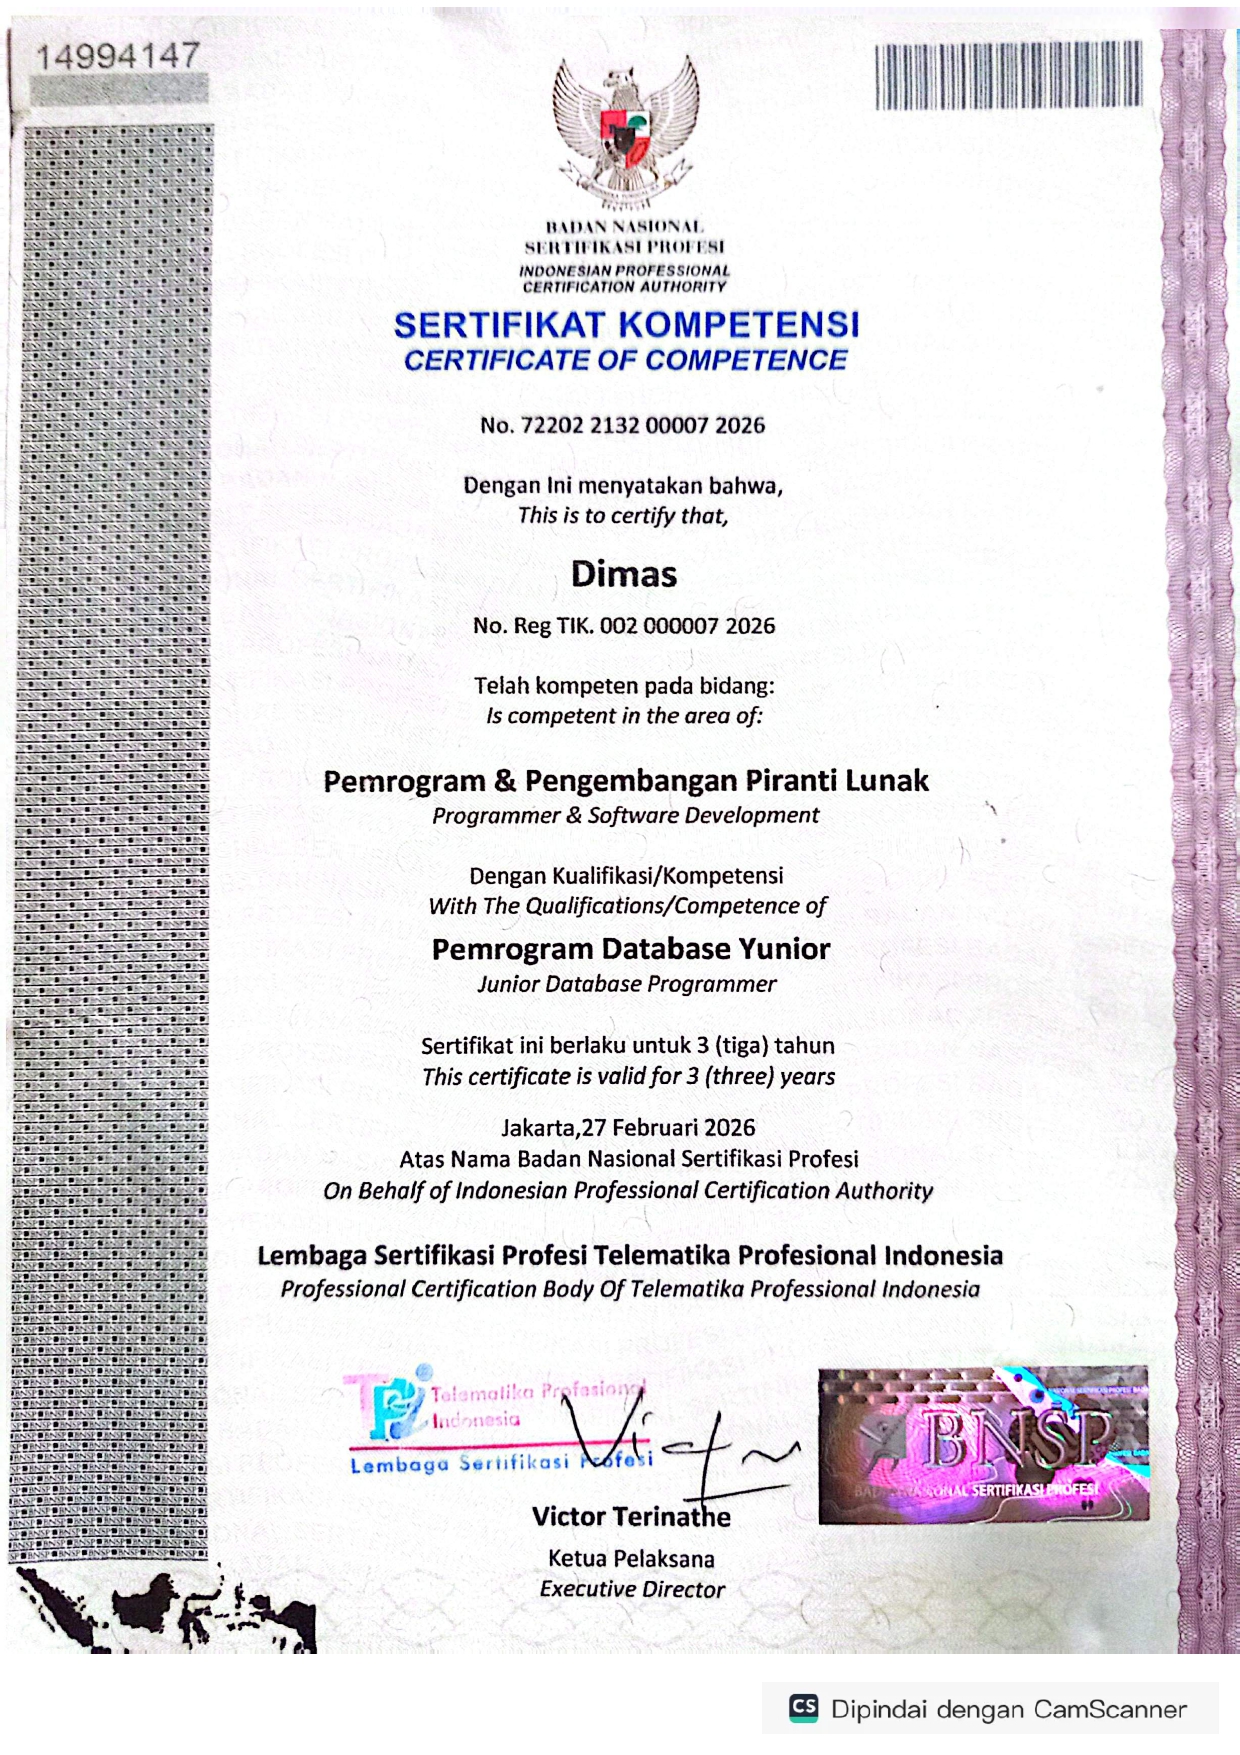 14994147
BADAN NASIONAL
SERTIFIKASI PROFESI
INDONESIAN PROFESSIONAL
CERTIFICATION AUTHORITY
SERTIFIKAT KOMPETENSI
CERTIFICATE OF COMPETENCE
No. 72202 2132 00007 2026
Dengan Ini menyatakan bahwa,
This is to certify that,
Dimas
No. Reg TIK. 002 000007 2026
Telah kompeten pada bidang:
Is competent in the area of:
Pemrogram & Pengembangan Piranti Lunak
Programmer & Software Development
Dengan Kualifikasi/Kompetensi
With The Qualifications/Competence of
Pemrogram Database Yunior
Junior Database Programmer
Sertifikat ini berlaku untuk 3 (tiga) tahun
This certificate is valid for 3 (three) years
Jakarta,27 Februari 2026
Atas Nama Badan Nasional Sertifikasi Profesi
On Behalf of Indonesian Professional Certification Authority
Lembaga Sertifikasi Profesi Telematika Profesional Indonesia
Professional Certification Body Of Telematika Professional Indonesia
TPI Telematika Profesional
Indonesia
Lembaga Sertifikasi Profesi
BNSP
BADAN NASIONAL SERTIFIKASI PROFESI
Victor Terinathe
Ketua Pelaksana
Executive Director
CS Dipindai dengan CamScanner